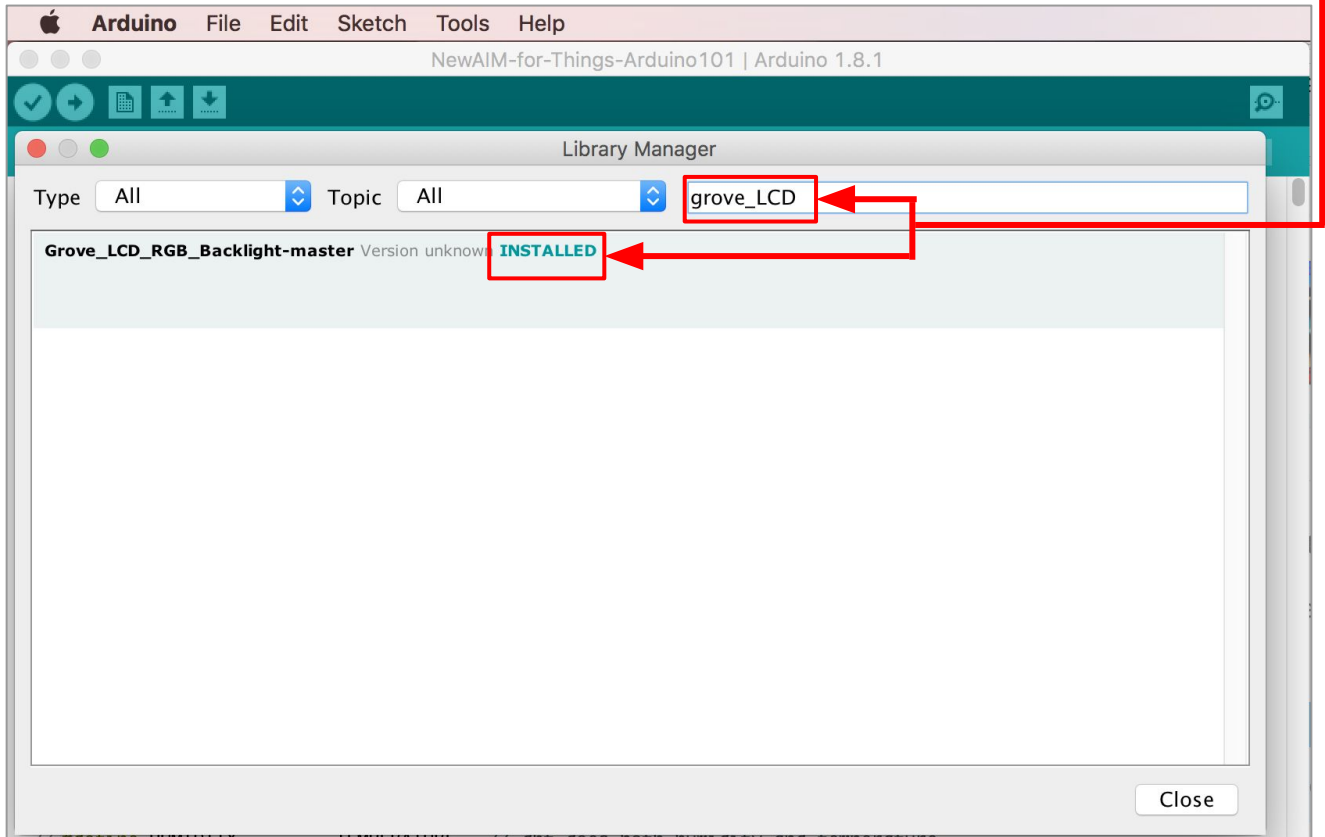 Arduino File Edit Sketch Tools Help
NewAIM-for-Things-Arduino101 | Arduino 1.8.1
Library Manager
Type All Topic All grove_LCD
Grove_LCD_RGB_Backlight-master Version unknown INSTALLED
Close